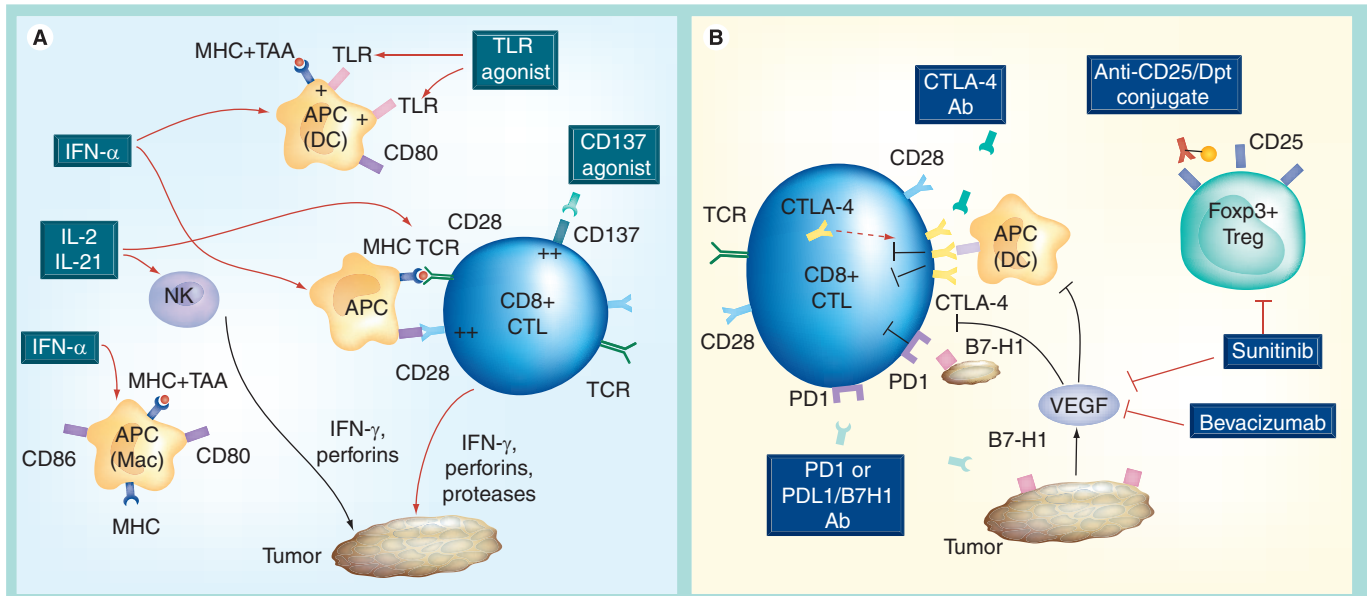 A
MHC+TAA
TLR
TLR
agonist
TLR
APC
(DC)
+
+
CD80
IFN-α
CD137
agonist
IL-2
IL-21
CD28
MHC TCR
CD137
++
NK
APC
CD8+
CTL
++
IFN-α
MHC+TAA
CD28
TCR
APC
(Mac)
CD86
CD80
MHC
IFN-γ,
perforins
IFN-γ,
perforins,
proteases
Tumor
B
CTLA-4
Ab
Anti-CD25/Dpt
conjugate
CD28
CD25
TCR
CTLA-4
APC
(DC)
Foxp3+
Treg
CD8+
CTL
CTLA-4
CD28
B7-H1
Sunitinib
PD1
PD1
VEGF
Bevacizumab
B7-H1
PD1 or
PDL1/B7H1
Ab
Tumor